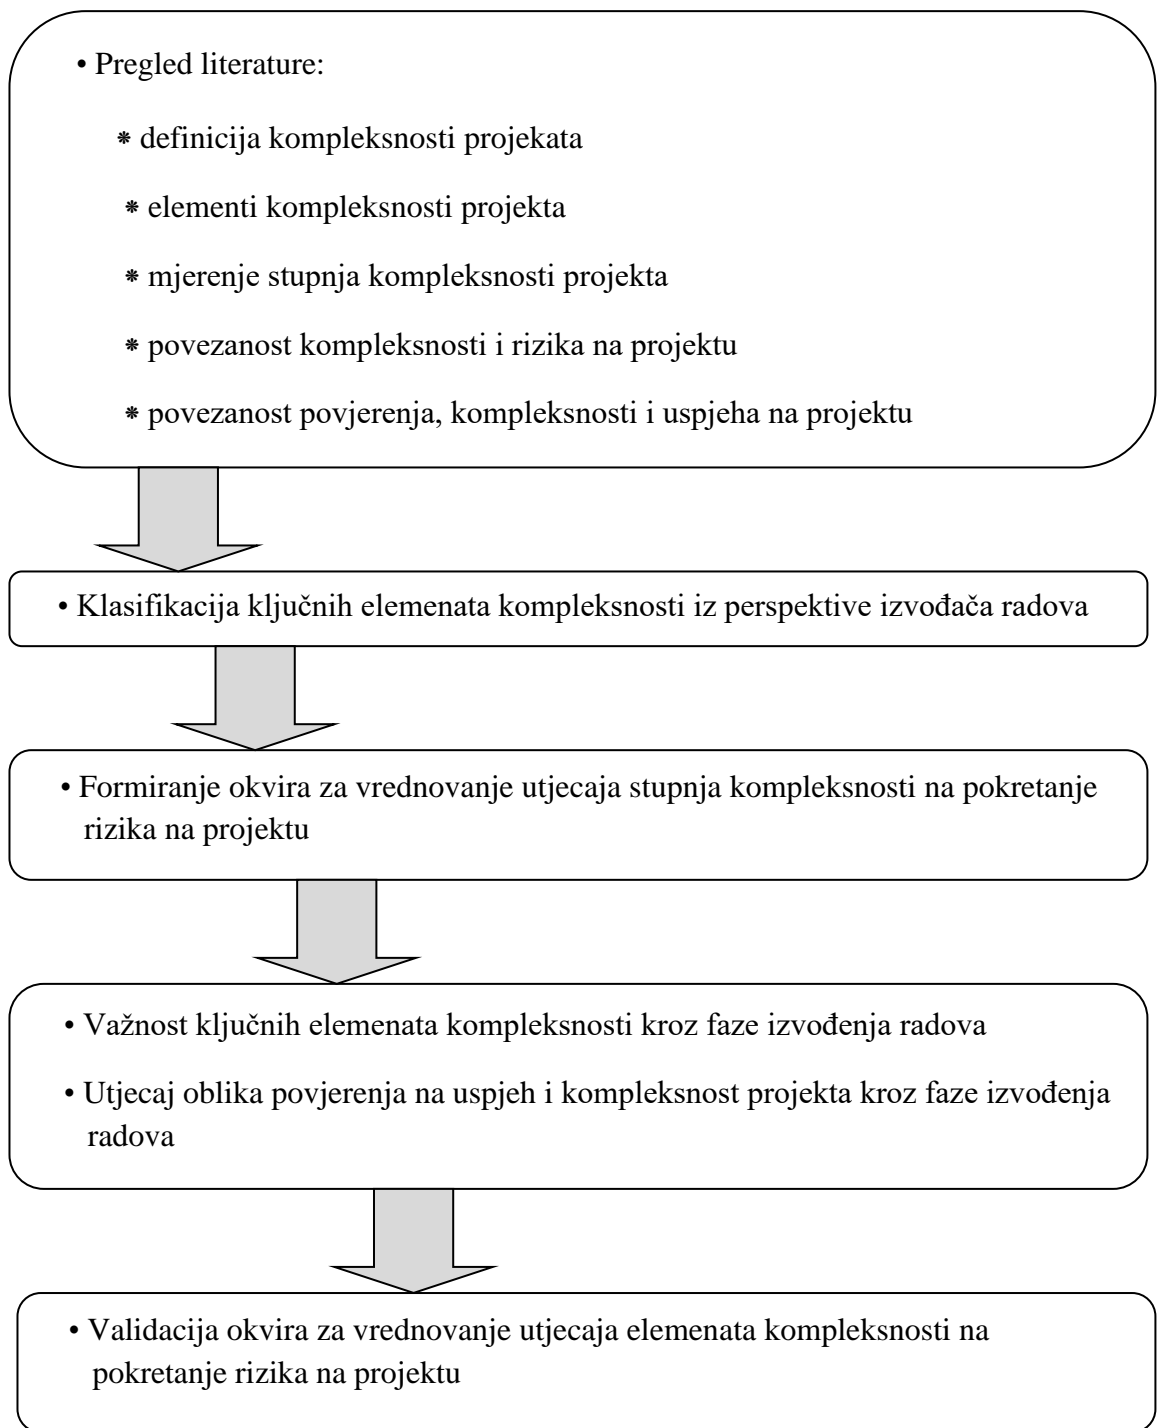 • Pregled literature:
⁕ definicija kompleksnosti projekata
⁕ elementi kompleksnosti projekta
⁕ mjerenje stupnja kompleksnosti projekta
⁕ povezanost kompleksnosti i rizika na projektu
⁕ povezanost povjerenja, kompleksnosti i uspjeha na projektu
• Klasifikacija ključnih elemenata kompleksnosti iz perspektive izvođača radova
• Formiranje okvira za vrednovanje utjecaja stupnja kompleksnosti na pokretanje
rizika na projektu
• Važnost ključnih elemenata kompleksnosti kroz faze izvođenja radova
• Utjecaj oblika povjerenja na uspjeh i kompleksnost projekta kroz faze izvođenja
radova
• Validacija okvira za vrednovanje utjecaja elemenata kompleksnosti na
pokretanje rizika na projektu